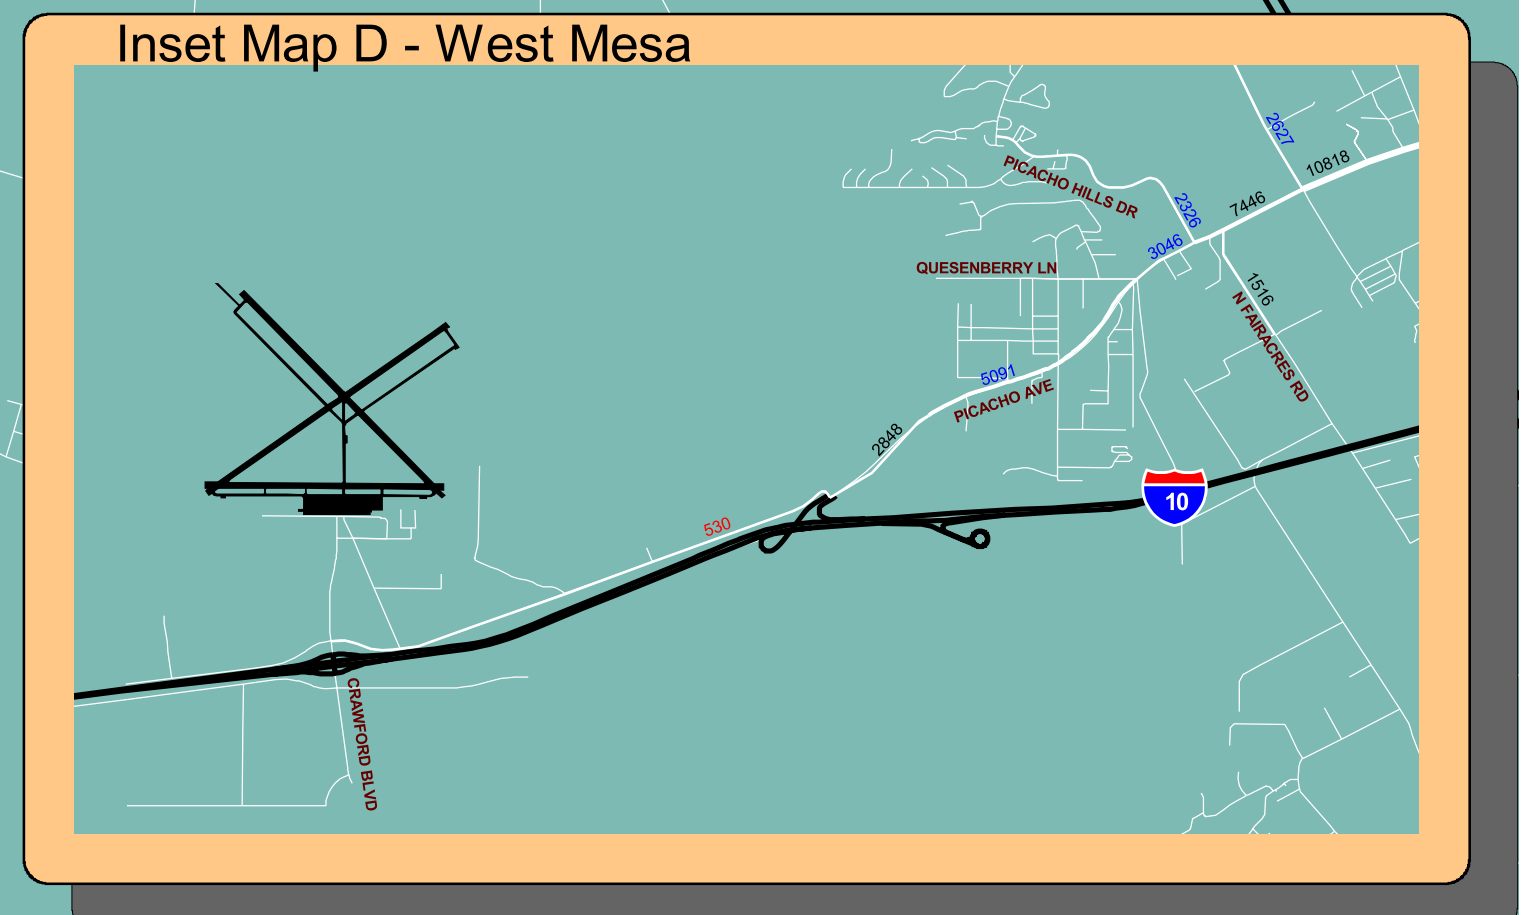 Inset Map D - West Mesa
2627
10818
PICACHO HILLS DR
2326
7446
3046
QUESENBERRY LN
1516
N FAIRACRES RD
5091
PICACHO AVE
2848
10
530
CRAWFORD BLVD